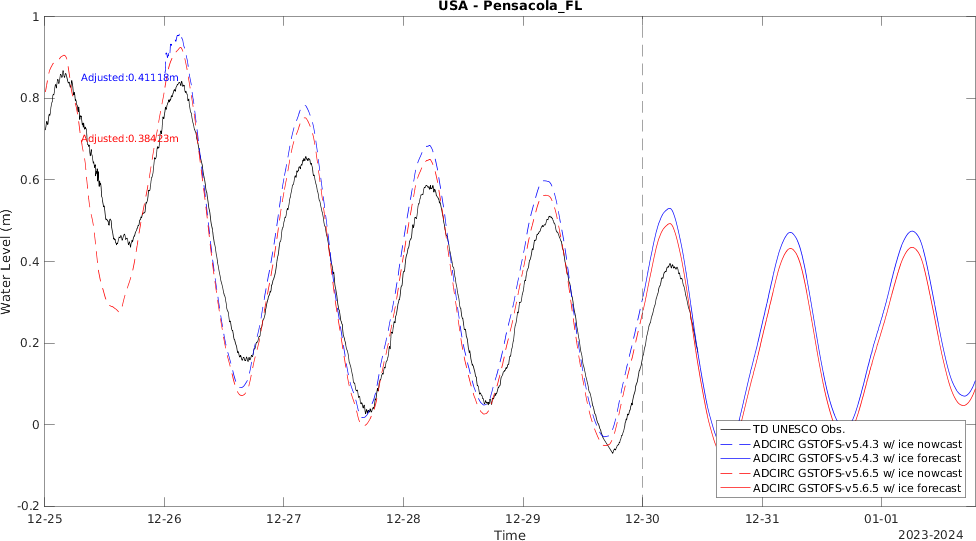 USA - Pensacola_FL
1
0.8
0.6
0.4
0.2
0
-0.2
Water Level (m)
Adjusted:0.41118m
Adjusted:0.38423m
TD UNESCO Obs.
ADCIRC GSTOFS-v5.4.3 w/ ice nowcast
ADCIRC GSTOFS-v5.4.3 w/ ice forecast
ADCIRC GSTOFS-v5.6.5 w/ ice nowcast
ADCIRC GSTOFS-v5.6.5 w/ ice forecast
12-25 12-26 12-27 12-28 12-29 12-30 12-31 01-01
Time
2023-2024